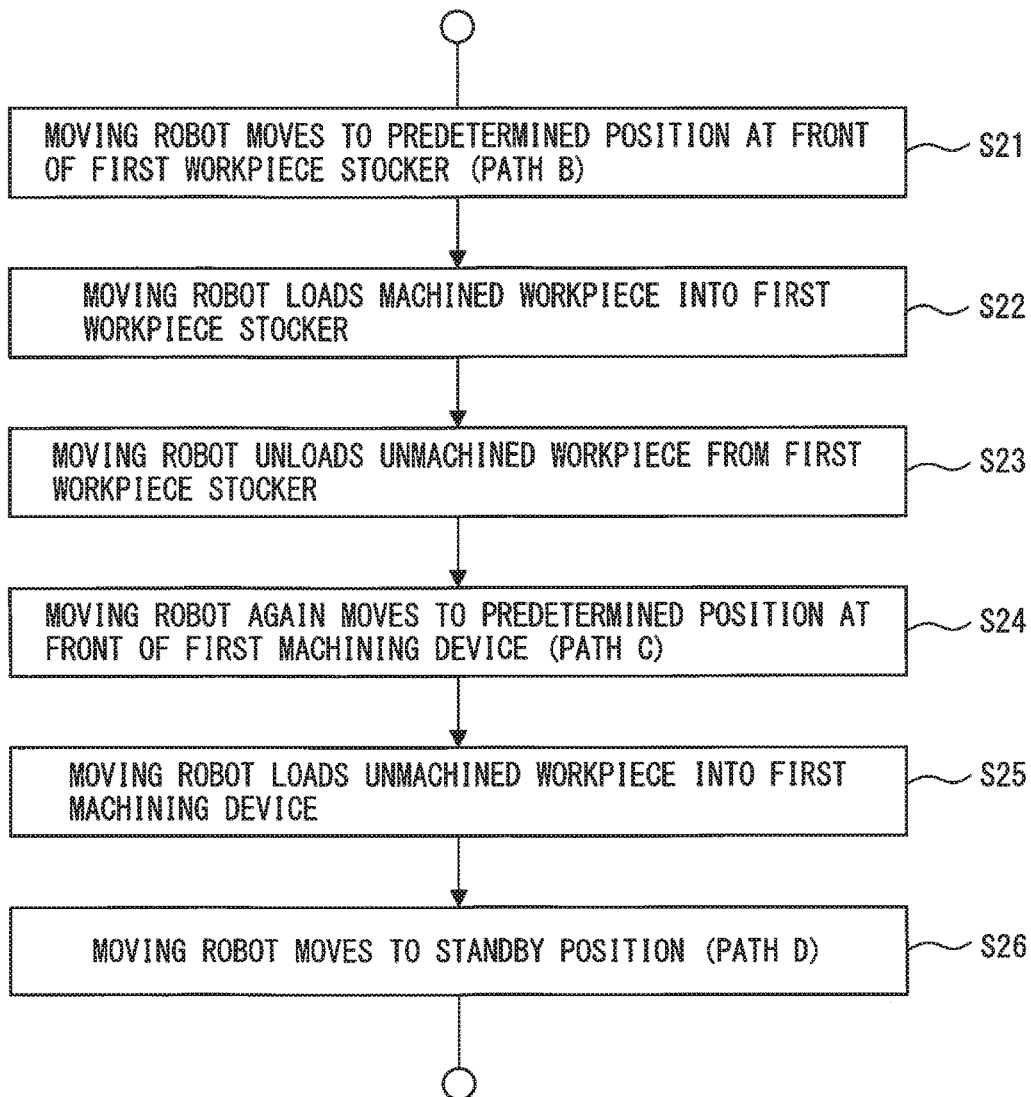 MOVING ROBOT MOVES TO PREDETERMINED POSITION AT FRONT
OF FIRST WORKPIECE STOCKER (PATH B)
S21
MOVING ROBOT LOADS MACHINED WORKPIECE INTO FIRST
WORKPIECE STOCKER
S22
MOVING ROBOT UNLOADS UNMACHINED WORKPIECE FROM FIRST
WORKPIECE STOCKER
S23
MOVING ROBOT AGAIN MOVES TO PREDETERMINED POSITION AT
FRONT OF FIRST MACHINING DEVICE (PATH C)
S24
MOVING ROBOT LOADS UNMACHINED WORKPIECE INTO FIRST
MACHINING DEVICE
S25
MOVING ROBOT MOVES TO STANDBY POSITION (PATH D)
S26